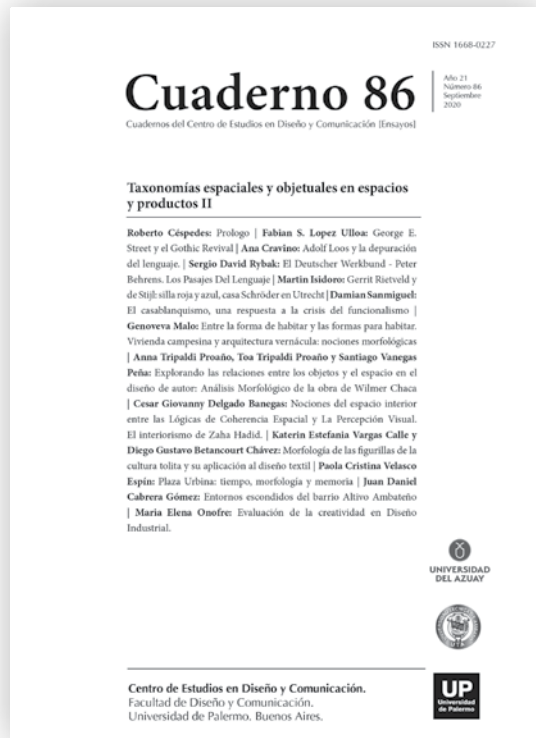 ISSN 1668-0227
Cuaderno 86
Año 21
Número 86
Septiembre
2020
Cuadernos del Centro de Estudios en Diseño y Comunicación [Ensayos]
Taxonomías espaciales y objetuales en espacios
y productos II
Roberto Céspedes: Prologo | Fabian S. Lopez Ulloa: George E.
Street y el Gothic Revival | Ana Cravino: Adolf Loos y la depuración
del lenguaje. | Sergio David Rybak: El Deutscher Werkbund - Peter
Behrens. Los Pasajes Del Lenguaje | Martin Isidoro: Gerrit Rietveld y
de Stijl: silla roja y azul, casa Schröder en Utrecht | Damian Sanmiguel:
El casablanquismo, una respuesta a la crisis del funcionalismo |
Genoveva Malo: Entre la forma de habitar y las formas para habitar.
Vivienda campesina y arquitectura vernácula: nociones morfológicas
| Anna Tripaldi Proaño, Toa Tripaldi Proaño y Santiago Vanegas
Peña: Explorando las relaciones entre los objetos y el espacio en el
diseño de autor: Análisis Morfológico de la obra de Wilmer Chaca
| Cesar Giovanny Delgado Banegas: Nociones del espacio interior
entre las Lógicas de Coherencia Espacial y La Percepción Visual.
El interiorismo de Zaha Hadid. | Katerin Estefania Vargas Calle y
Diego Gustavo Betancourt Chávez: Morfología de las figurillas de la
cultura tolita y su aplicación al diseño textil | Paola Cristina Velasco
Espín: Plaza Urbina: tiempo, morfología y memoria | Juan Daniel
Cabrera Gómez: Entornos escondidos del barrio Altivo Ambateño
| Maria Elena Onofre: Evaluación de la creatividad en Diseño
Industrial.
UNIVERSIDAD
DEL AZUAY
Centro de Estudios en Diseño y Comunicación.
Facultad de Diseño y Comunicación.
Universidad de Palermo. Buenos Aires.
UP
Universidad
de Palermo